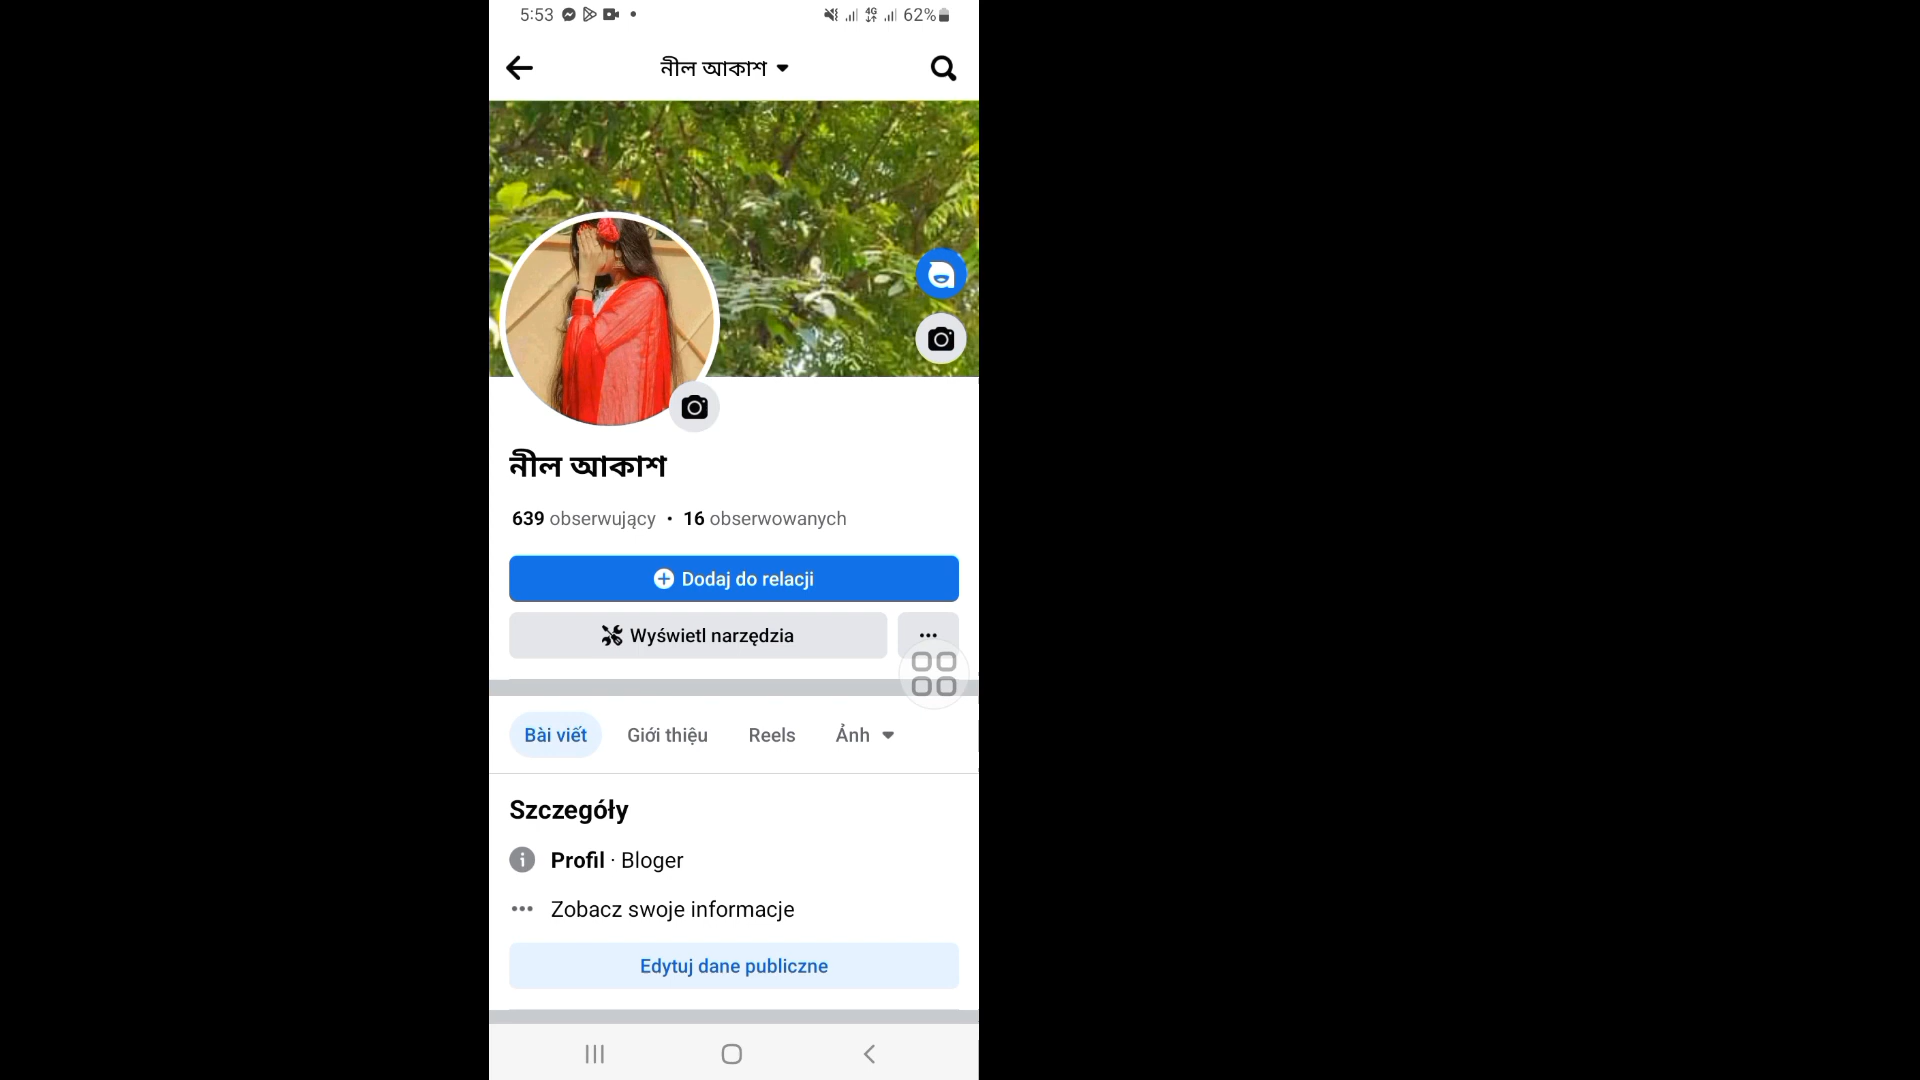 5:53 4G 62%
নীল আকাশ
নীল আকাশ
639 obserwujący • 16 obserwowanych
Dodaj do relacji
Wyświetl narzędzia
Bài viết Giới thiệu Reels Ảnh
Szczegóły
Profil · Bloger
Zobacz swoje informacje
Edytuj dane publiczne